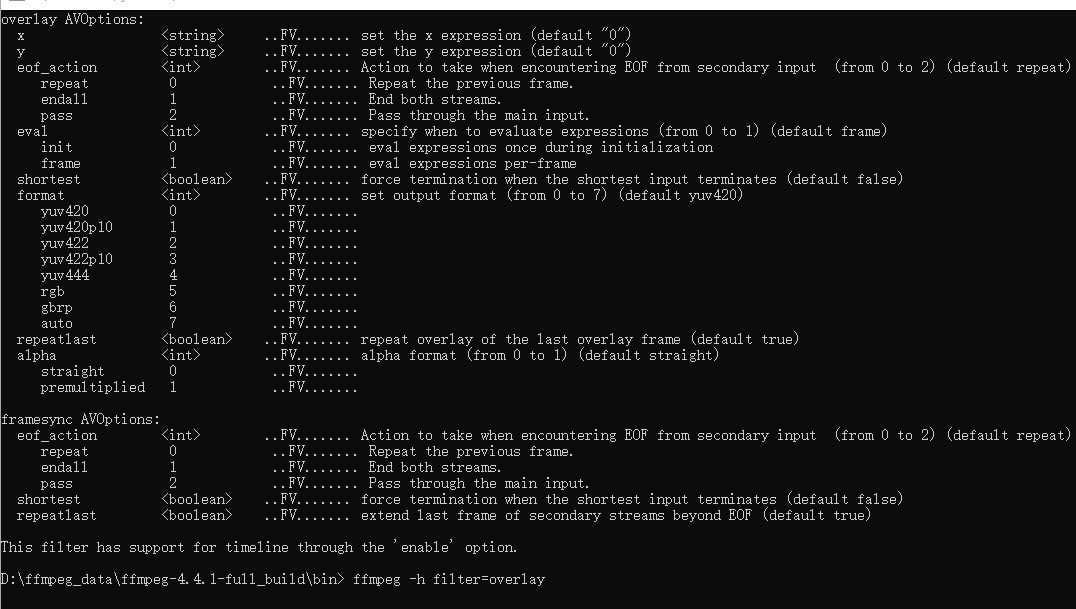 overlay AVOptions:
  x                 <string>     ..FV....... set the x expression (default "0")
  y                 <string>     ..FV....... set the y expression (default "0")
  eof_action        <int>        ..FV....... Action to take when encountering EOF from secondary input  (from 0 to 2) (default repeat)
     repeat          0            ..FV....... Repeat the previous frame.
     endall          1            ..FV....... End both streams.
     pass            2            ..FV....... Pass through the main input.
  eval              <int>        ..FV....... specify when to evaluate expressions (from 0 to 1) (default frame)
     init            0            ..FV....... eval expressions once during initialization
     frame           1            ..FV....... eval expressions per-frame
  shortest          <boolean>    ..FV....... force termination when the shortest input terminates (default false)
  format            <int>        ..FV....... set output format (from 0 to 7) (default yuv420)
     yuv420          0            ..FV.......
     yuv420p10       1            ..FV.......
     yuv422          2            ..FV.......
     yuv422p10       3            ..FV.......
     yuv444          4            ..FV.......
     rgb             5            ..FV.......
     gbrp            6            ..FV.......
     auto            7            ..FV.......
  repeatlast        <boolean>    ..FV....... repeat overlay of the last overlay frame (default true)
  alpha             <int>        ..FV....... alpha format (from 0 to 1) (default straight)
     straight        0            ..FV.......
     premultiplied   1            ..FV.......

framesync AVOptions:
  eof_action        <int>        ..FV....... Action to take when encountering EOF from secondary input  (from 0 to 2) (default repeat)
     repeat          0            ..FV....... Repeat the previous frame.
     endall          1            ..FV....... End both streams.
     pass            2            ..FV....... Pass through the main input.
  shortest          <boolean>    ..FV....... force termination when the shortest input terminates (default false)
  repeatlast        <boolean>    ..FV....... extend last frame of secondary streams beyond EOF (default true)

This filter has support for timeline through the 'enable' option.

D:\ffmpeg_data\ffmpeg-4.4.1-full_build\bin> ffmpeg -h filter=overlay